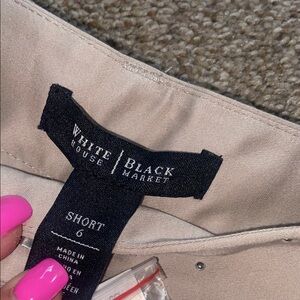 WHITE | BLACK
HOUSE | MARKET
SHORT
6
MADE IN
CHINA